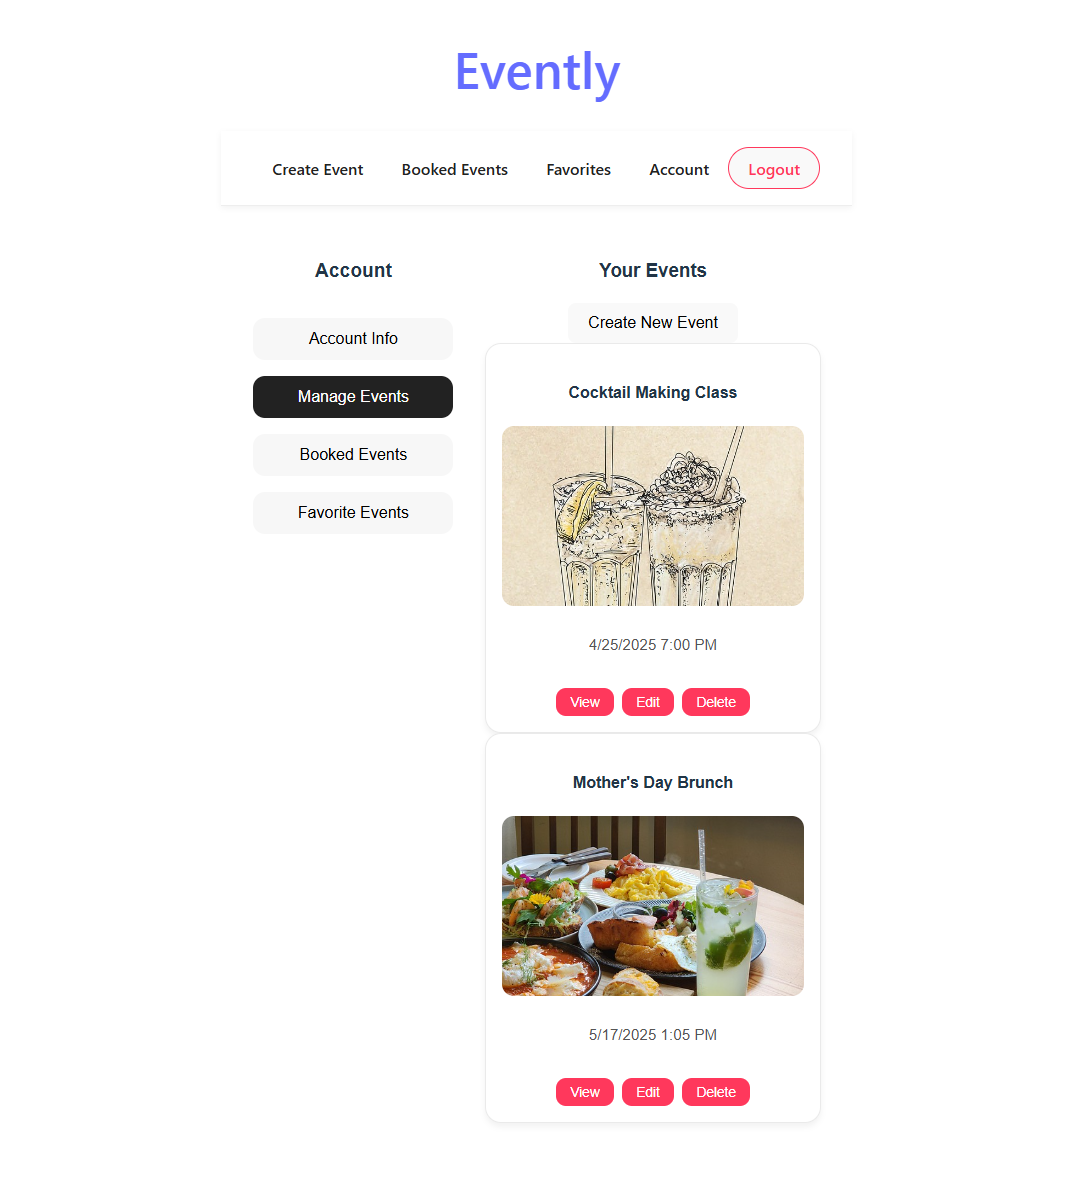 Evently
Create Event Booked Events Favorites Account Logout
Account
Account Info
Manage Events
Booked Events
Favorite Events
Your Events
Create New Event
Cocktail Making Class
4/25/2025 7:00 PM
View Edit Delete
Mother's Day Brunch
5/17/2025 1:05 PM
View Edit Delete